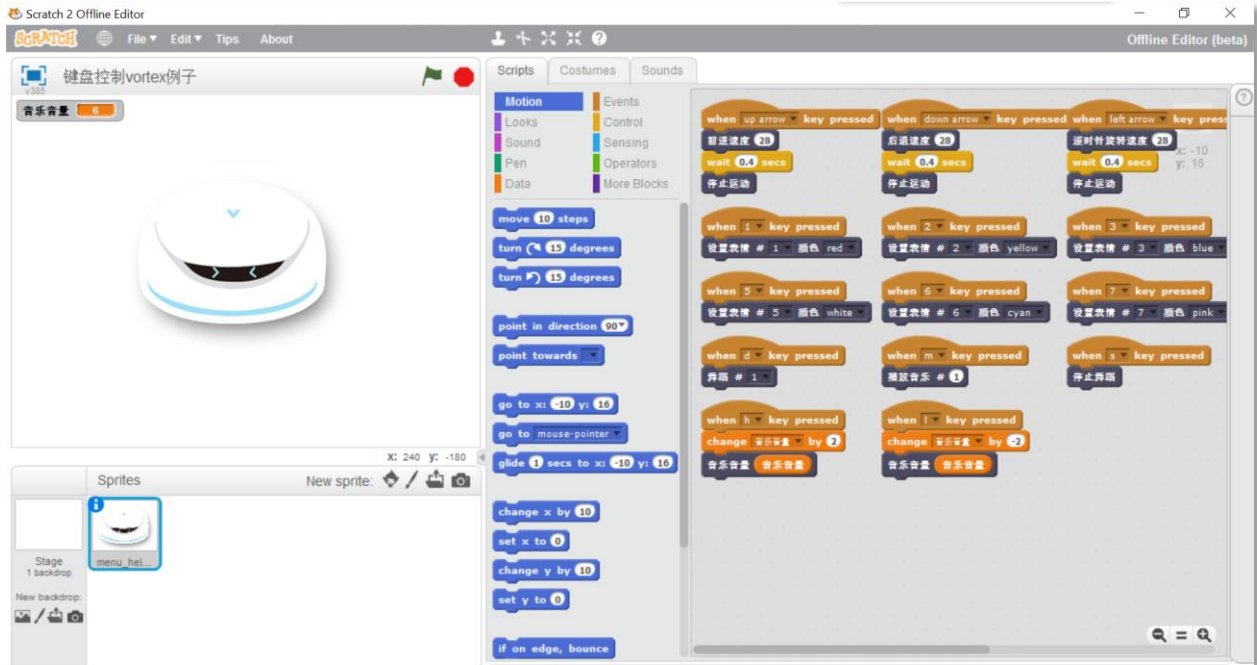 Scratch 2 Offline Editor
SCRATCH File Edit Tips About Offline Editor (beta)
v385 键盘控制vortex例子
音乐音量 6
X: 240 y: -180
Sprites New sprite:
Stage
1 backdrop
New backdrop:
menu_hel...
Scripts Costumes Sounds
Motion Events
Looks Control
Sound Sensing
Pen Operators
Data More Blocks
move 10 steps
turn 15 degrees
turn 15 degrees
point in direction 90
point towards
go to x: -10 y: 16
go to mouse-pointer
glide 1 secs to x: -10 y: 16
change x by 10
set x to 0
change y by 10
set y to 0
if on edge, bounce
when up arrow key pressed
前进速度 28
wait 0.4 secs
停止运动
when down arrow key pressed
后退速度 28
wait 0.4 secs
停止运动
when left arrow key press
逆时针旋转速度 28
wait 0.4 secs
停止运动
x: -10
y: 16
when 1 key pressed
设置表情 # 1 颜色 red
when 2 key pressed
设置表情 # 2 颜色 yellow
when 3 key pressed
设置表情 # 3 颜色 blue
when 5 key pressed
设置表情 # 5 颜色 white
when 6 key pressed
设置表情 # 6 颜色 cyan
when 7 key pressed
设置表情 # 7 颜色 pink
when d key pressed
舞蹈 # 1
when m key pressed
播放音乐 # 1
when s key pressed
停止舞蹈
when h key pressed
change 音乐音量 by 2
音乐音量 音乐音量
when l key pressed
change 音乐音量 by -2
音乐音量 音乐音量